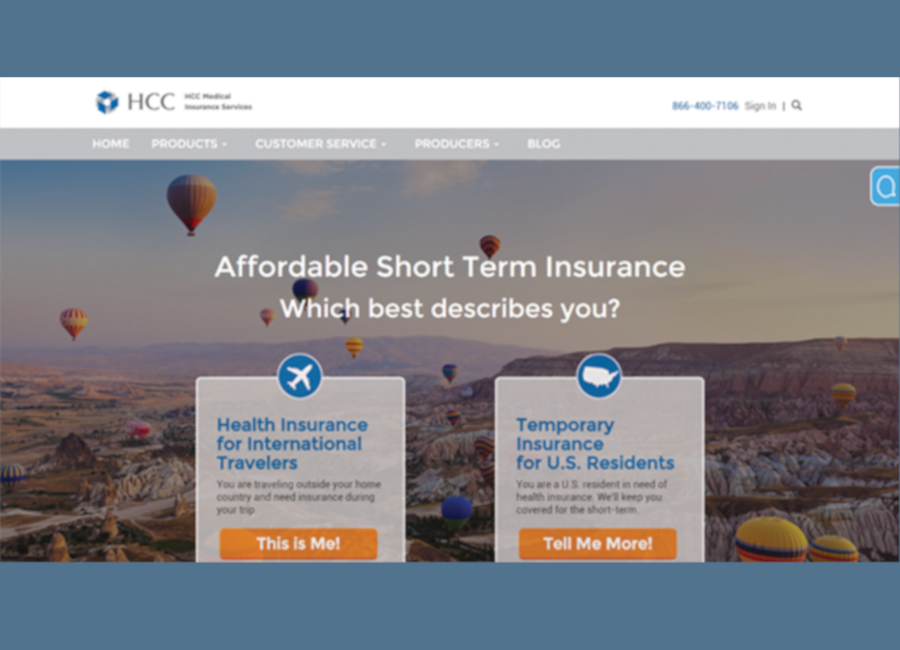 HCC
HCC Medical
Insurance Services
866-400-7106 Sign In |
HOME PRODUCTS CUSTOMER SERVICE PRODUCERS BLOG
Affordable Short Term Insurance
Which best describes you?
Health Insurance
for International
Travelers
You are traveling outside your home
country and need insurance during
your trip
This is Me!
Temporary
Insurance
for U.S. Residents
You are a U.S. resident in need of
health insurance. We'll keep you
covered for the short-term.
Tell Me More!